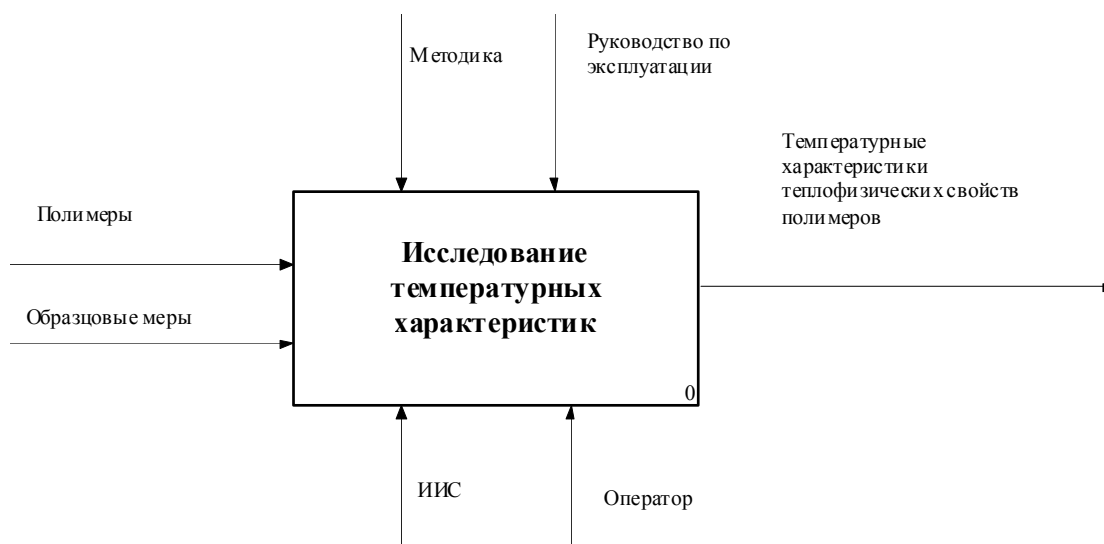 Методика
Руководство по
эксплуатации
Температурные
характеристики
теплофизических свойств
полимеров
Полимеры
Исследование
температурных
характеристик
Образцовые меры
0
ИИС
Оператор